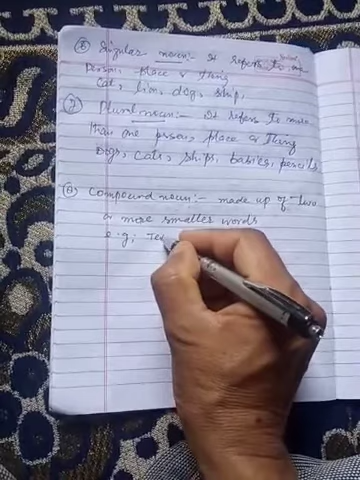 (6) Singular noun:- It refers to one
person, place or thing
Cat, lion, dog, ship,
(7) Plural noun:- It refers to more
than one person, place or thing
Dogs, cats, ships, babies, pencils
(8) Compound noun:- made up of two
or more smaller words
e.g; Te